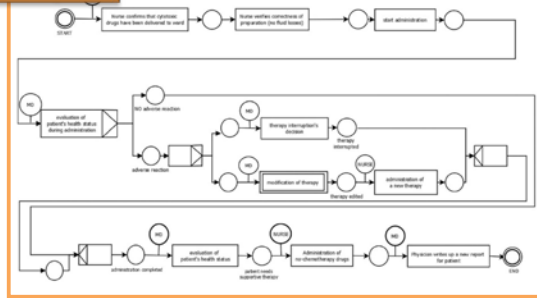 Nurse confirms that cytotoxic
drugs have been delivered to ward
Nurse verifies correctness of
preparation (no fluid losses)
start administration
START
MD
evaluation of
patient's health status
during administration
NO adverse reaction
MD
therapy interruption's
decision
therapy
interrupted
adverse reaction
MD
modification of therapy
NURSE
therapy edited
administration of
a new therapy
administration completed
MD
evaluation of
patient's health status
NURSE
patient needs
supportive therapy
Administration of
no-chemotherapy drugs
MD
Physician writes up a new report
for patient
END